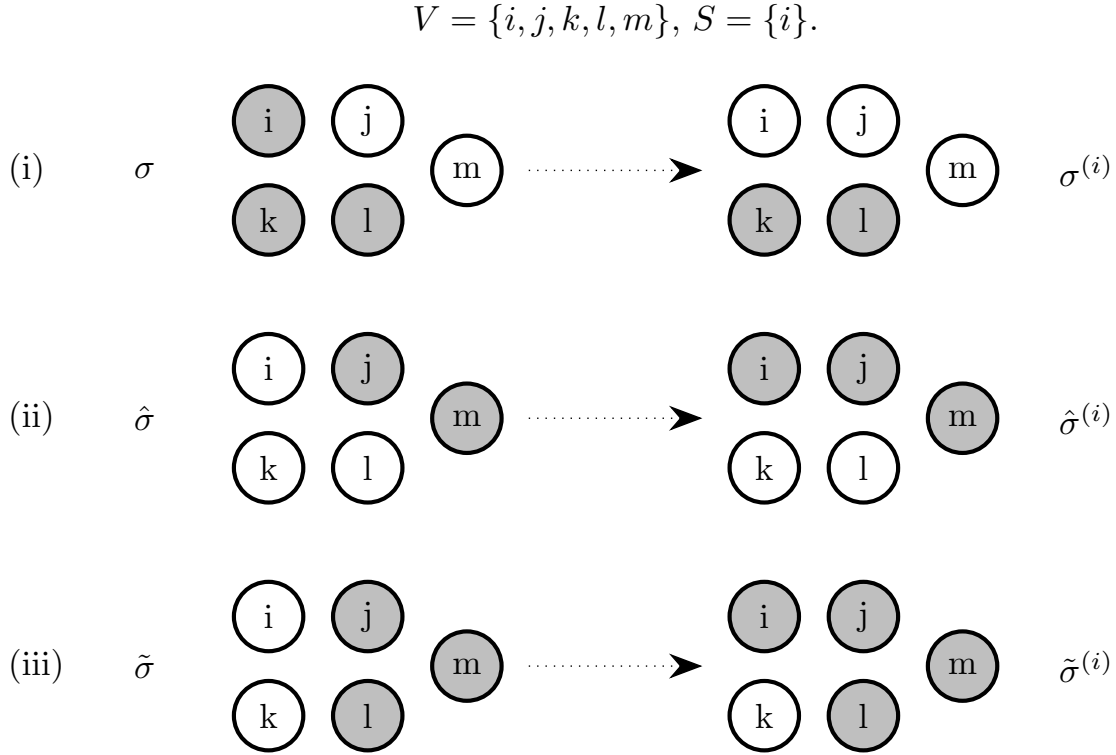 V = {i, j, k, l, m}, S = {i}.
i j i j
(i) σ m m σ^(i)
k l k l
i j i j
(ii) σ̂ m m σ̂^(i)
k l k l
i j i j
(iii) σ̃ m m σ̃^(i)
k l k l